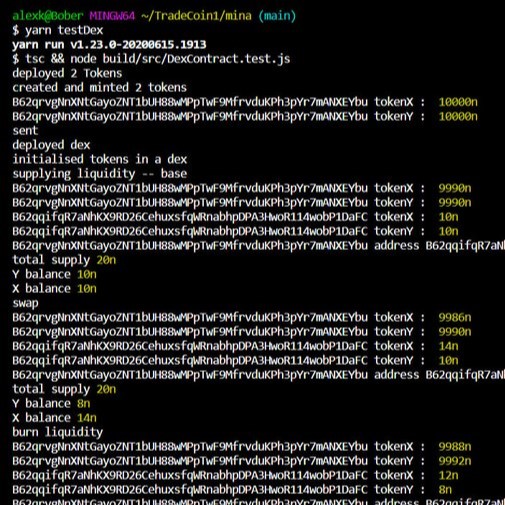 alexk@Bober MINGW64 ~/TradeCoin1/mina (main)
$ yarn testDex
yarn run v1.23.0-20200615.1913
$ tsc && node build/src/DexContract.test.js
deployed 2 Tokens
created and minted 2 tokens
B62qrvgNnXNtGayoZNT1bUH88wMPpTwF9MfrvduKPh3pYr7mANXEYbu tokenX :  10000n
B62qrvgNnXNtGayoZNT1bUH88wMPpTwF9MfrvduKPh3pYr7mANXEYbu tokenY :  10000n
sent
deployed dex
initialised tokens in a dex
supplying liquidity -- base
B62qrvgNnXNtGayoZNT1bUH88wMPpTwF9MfrvduKPh3pYr7mANXEYbu tokenX :  9990n
B62qrvgNnXNtGayoZNT1bUH88wMPpTwF9MfrvduKPh3pYr7mANXEYbu tokenY :  9990n
B62qqifqR7aNhKX9RD26CehuxsfqWRnabhpDPA3HwoR114wobP1DaFC tokenX :  10n
B62qqifqR7aNhKX9RD26CehuxsfqWRnabhpDPA3HwoR114wobP1DaFC tokenY :  10n
B62qrvgNnXNtGayoZNT1bUH88wMPpTwF9MfrvduKPh3pYr7mANXEYbu address B62qqifqR7aN
total supply 20n
Y balance 10n
X balance 10n
swap
B62qrvgNnXNtGayoZNT1bUH88wMPpTwF9MfrvduKPh3pYr7mANXEYbu tokenX :  9986n
B62qrvgNnXNtGayoZNT1bUH88wMPpTwF9MfrvduKPh3pYr7mANXEYbu tokenY :  9990n
B62qqifqR7aNhKX9RD26CehuxsfqWRnabhpDPA3HwoR114wobP1DaFC tokenX :  14n
B62qqifqR7aNhKX9RD26CehuxsfqWRnabhpDPA3HwoR114wobP1DaFC tokenY :  10n
B62qrvgNnXNtGayoZNT1bUH88wMPpTwF9MfrvduKPh3pYr7mANXEYbu address B62qqifqR7aN
total supply 20n
Y balance 8n
X balance 14n
burn liquidity
B62qrvgNnXNtGayoZNT1bUH88wMPpTwF9MfrvduKPh3pYr7mANXEYbu tokenX :  9988n
B62qrvgNnXNtGayoZNT1bUH88wMPpTwF9MfrvduKPh3pYr7mANXEYbu tokenY :  9992n
B62qqifqR7aNhKX9RD26CehuxsfqWRnabhpDPA3HwoR114wobP1DaFC tokenX :  12n
B62qqifqR7aNhKX9RD26CehuxsfqWRnabhpDPA3HwoR114wobP1DaFC tokenY :  8n